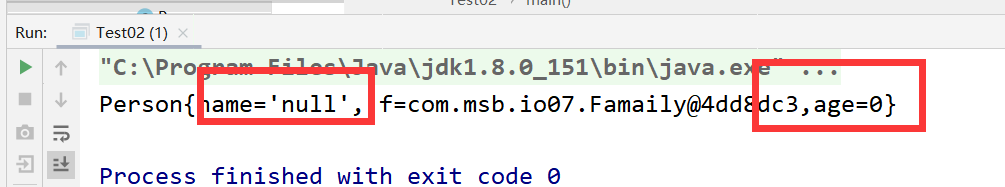 Test02
main()
Run:
Test02 (1)
"C:\Program Files\Java\jdk1.8.0_151\bin\java.exe" ...
Person{name='null', f=com.msb.io07.Famaily@4dd8dc3,age=0}
Process finished with exit code 0